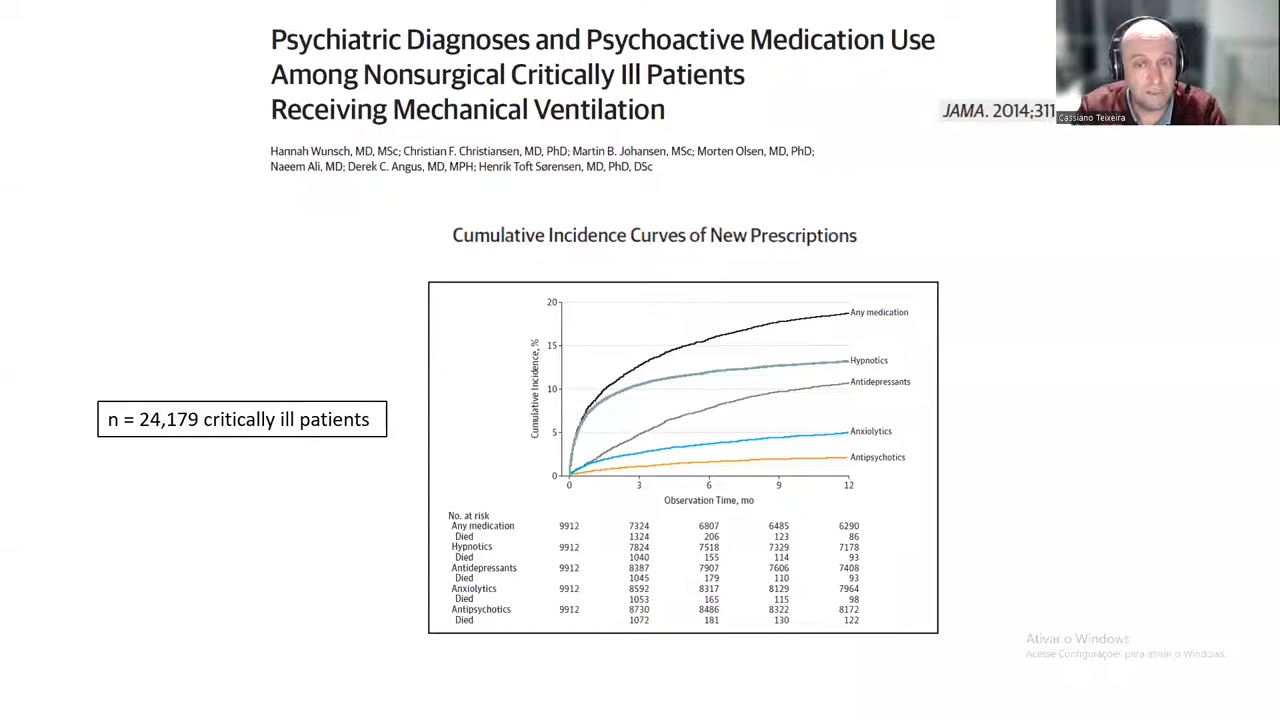 Psychiatric Diagnoses and Psychoactive Medication Use
Among Nonsurgical Critically Ill Patients
Receiving Mechanical Ventilation
JAMA. 2014;311
Cassiano Teixeira
Hannah Wunsch, MD, MSc; Christian F. Christiansen, MD, PhD; Martin B. Johansen, MSc; Morten Olsen, MD, PhD;
Naeem Ali, MD; Derek C. Angus, MD, MPH; Henrik Toft Sørensen, MD, PhD, DSc
Cumulative Incidence Curves of New Prescriptions
n = 24,179 critically ill patients
Cumulative Incidence, %
20
15
10
5
0
Any medication
Hypnotics
Antidepressants
Anxiolytics
Antipsychotics
0 3 6 9 12
Observation Time, mo
No. at risk
Any medication 9912 7324 6807 6485 6290
Died 1324 206 123 86
Hypnotics 9912 7824 7518 7329 7178
Died 1040 155 114 93
Antidepressants 9912 8387 7907 7606 7408
Died 1045 179 110 93
Anxiolytics 9912 8592 8317 8129 7964
Died 1053 165 115 98
Antipsychotics 9912 8730 8486 8322 8172
Died 1072 181 130 122
Ativar o Windows
Acesse Configurações para ativar o Windows.